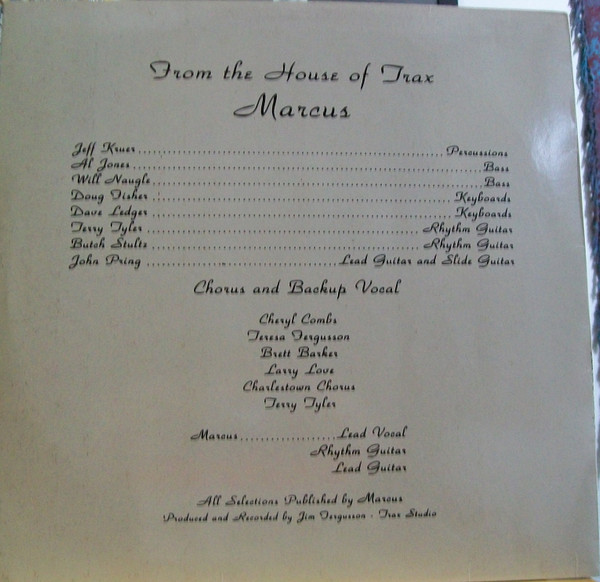 From the House of Trax
Marcus
Jeff Kruer ........ Percussions
Al Jones ........ Bass
Will Naugle ........ Bass
Doug Fisher ........ Keyboards
Dave Ledger ........ Keyboards
Terry Tyler ........ Rhythm Guitar
Butch Stults ........ Rhythm Guitar
John Pring ........ Lead Guitar and Slide Guitar
Chorus and Backup Vocal
Cheryl Combs
Teresa Fergusson
Brett Barker
Larry Love
Charlestown Chorus
Terry Tyler
Marcus ........ Lead Vocal
Rhythm Guitar
Lead Guitar
All Selections Published by Marcus
Produced and Recorded by Jim Fergusson - Trax Studio